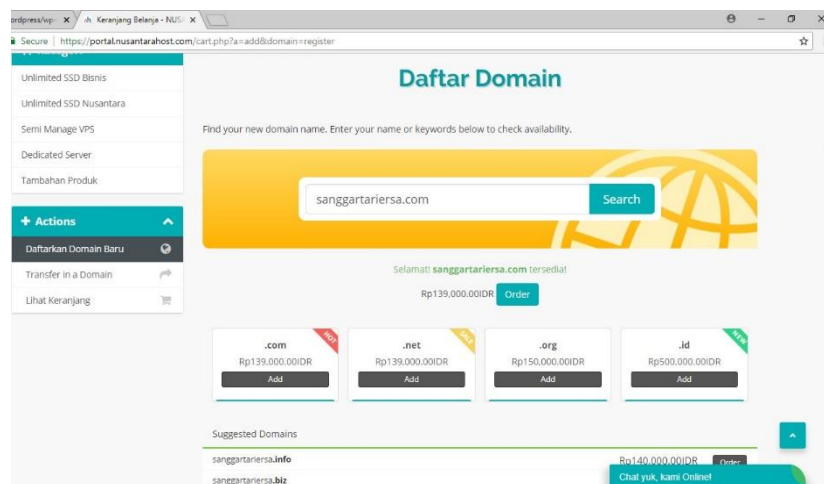 ordpress/wp-
Keranjang Belanja - NUS
Secure | https://portal.nusantarahost.com/cart.php?a=add&domain=register
Unlimited SSD Bisnis
Unlimited SSD Nusantara
Semi Manage VPS
Dedicated Server
Tambahan Produk
Actions
Daftarkan Domain Baru
Transfer in a Domain
Lihat Keranjang
Daftar Domain
Find your new domain name. Enter your name or keywords below to check availability.
sanggartariersa.com
Search
Selamat! sanggartariersa.com tersedia!
Rp139,000.00IDR Order
.com
HOT
Rp139.000.00IDR
Add
.net
SALE
Rp139,000.00IDR
Add
.org
Rp150,000.00IDR
Add
.id
NEW
Rp500.000.00IDR
Add
Suggested Domains
sanggartariersa.info Rp140.000.00IDR Order
sanggartariersa.biz
Chat yuk, kami Online!